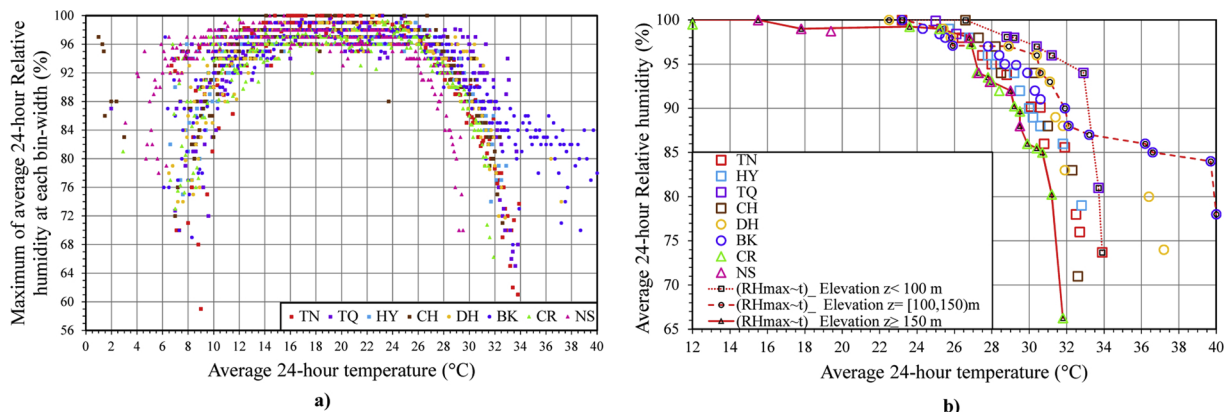 Maximum of average 24-hour Relative
humidity at each bin-width (%)
100
96
92
88
84
80
76
72
68
64
60
56
0 2 4 6 8 10 12 14 16 18 20 22 24 26 28 30 32 34 36 38 40
TN TQ HY CH DH BK CR NS
Average 24-hour temperature (°C)
a)
Average 24-hour Relative humidity (%)
100
95
90
85
80
75
70
65
TN
HY
TQ
CH
DH
BK
CR
NS
(RHmax~t)_ Elevation z< 100 m
(RHmax~t)_ Elevation z= [100,150)m
(RHmax~t)_ Elevation z≥ 150 m
12 14 16 18 20 22 24 26 28 30 32 34 36 38 40
Average 24-hour temperature (°C)
b)